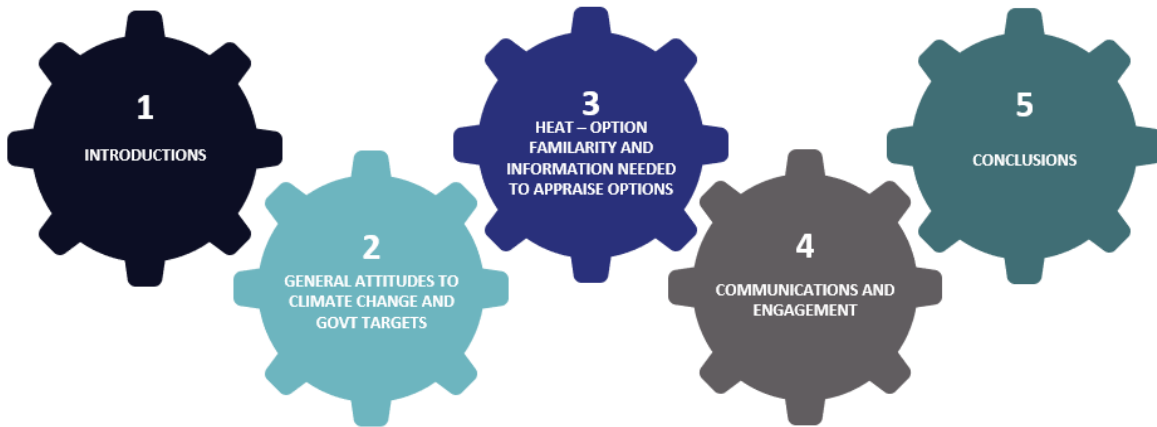 1
INTRODUCTIONS
2
GENERAL ATTITUDES TO
CLIMATE CHANGE AND
GOVT TARGETS
3
HEAT – OPTION
FAMILARITY AND
INFORMATION NEEDED
TO APPRAISE OPTIONS
4
COMMUNICATIONS AND
ENGAGEMENT
5
CONCLUSIONS